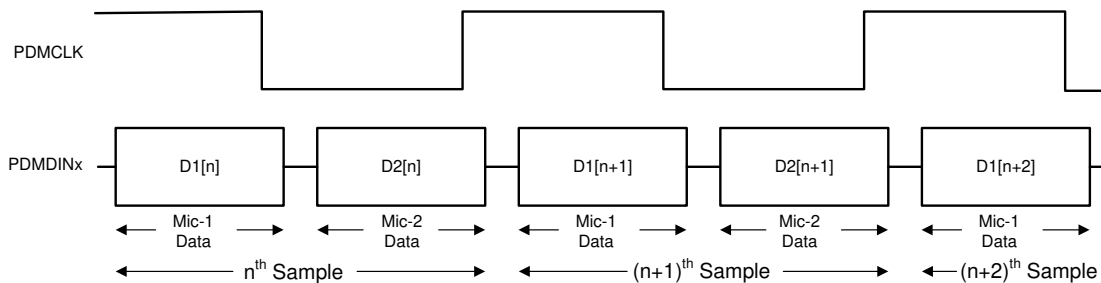 PDMCLK
PDMDINx
D1[n]
D2[n]
D1[n+1]
D2[n+1]
D1[n+2]
Mic-1
Data
Mic-2
Data
Mic-1
Data
Mic-2
Data
Mic-1
Data
nth Sample
(n+1)th Sample
(n+2)th Sample